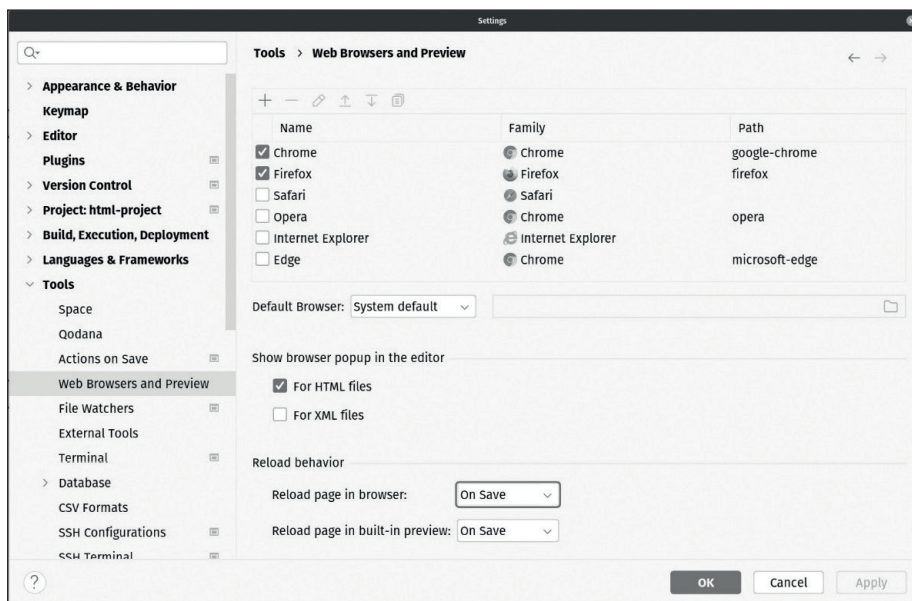 Settings
Tools > Web Browsers and Preview
Appearance & Behavior
Keymap
Editor
Plugins
Version Control
Project: html-project
Build, Execution, Deployment
Languages & Frameworks
Tools
Space
Qodana
Actions on Save
Web Browsers and Preview
File Watchers
External Tools
Terminal
Database
CSV Formats
SSH Configurations
SSH Terminal
Name Family Path
Chrome Chrome google-chrome
Firefox Firefox firefox
Safari Safari
Opera Chrome opera
Internet Explorer Internet Explorer
Edge Chrome microsoft-edge
Default Browser: System default
Show browser popup in the editor
For HTML files
For XML files
Reload behavior
Reload page in browser: On Save
Reload page in built-in preview: On Save
? OK Cancel Apply